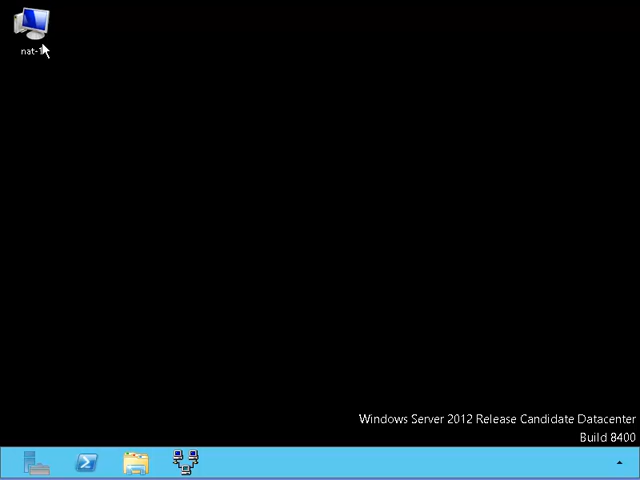 nat-1
Windows Server 2012 Release Candidate Datacenter
Build 8400